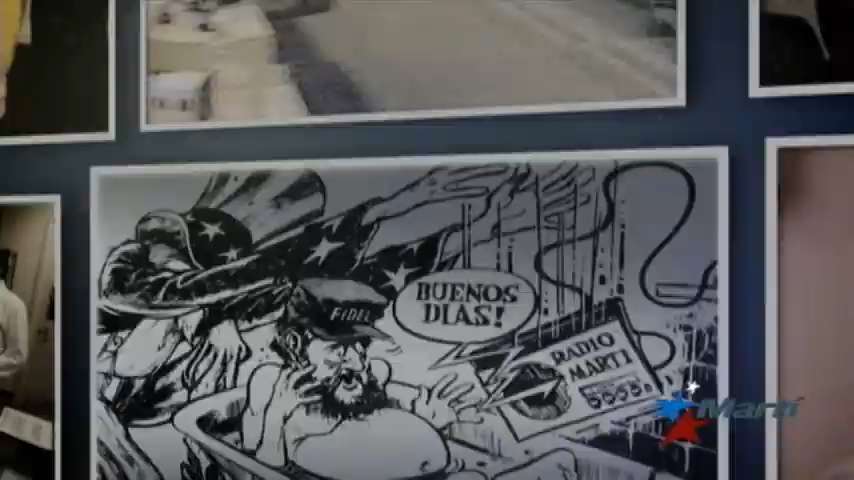 BUENOS
DIAS!
FIDEL
RADIO
MARTI
Martí